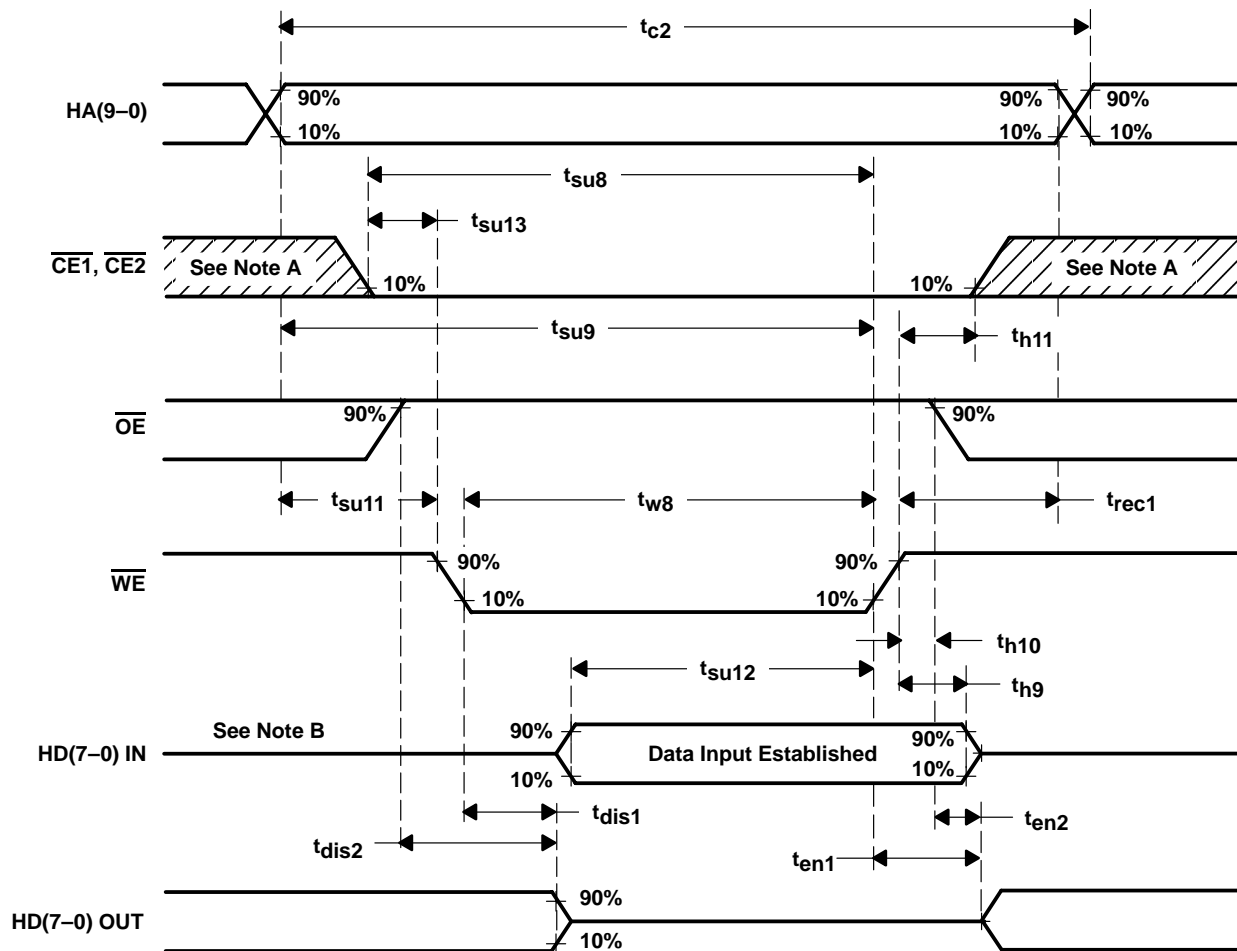 tc2
HA(9–0)
90% 90% 90%
10% 10% 10%
tsu8
tsu13
CE1, CE2
See Note A See Note A
10% 10%
tsu9
th11
OE
90% 90%
tsu11 tw8 trec1
WE
90% 90%
10% 10%
th10
tsu12
th9
See Note B
90% 90%
HD(7–0) IN
Data Input Established
10% 10%
tdis1 ten2
tdis2 ten1
90%
HD(7–0) OUT
10%